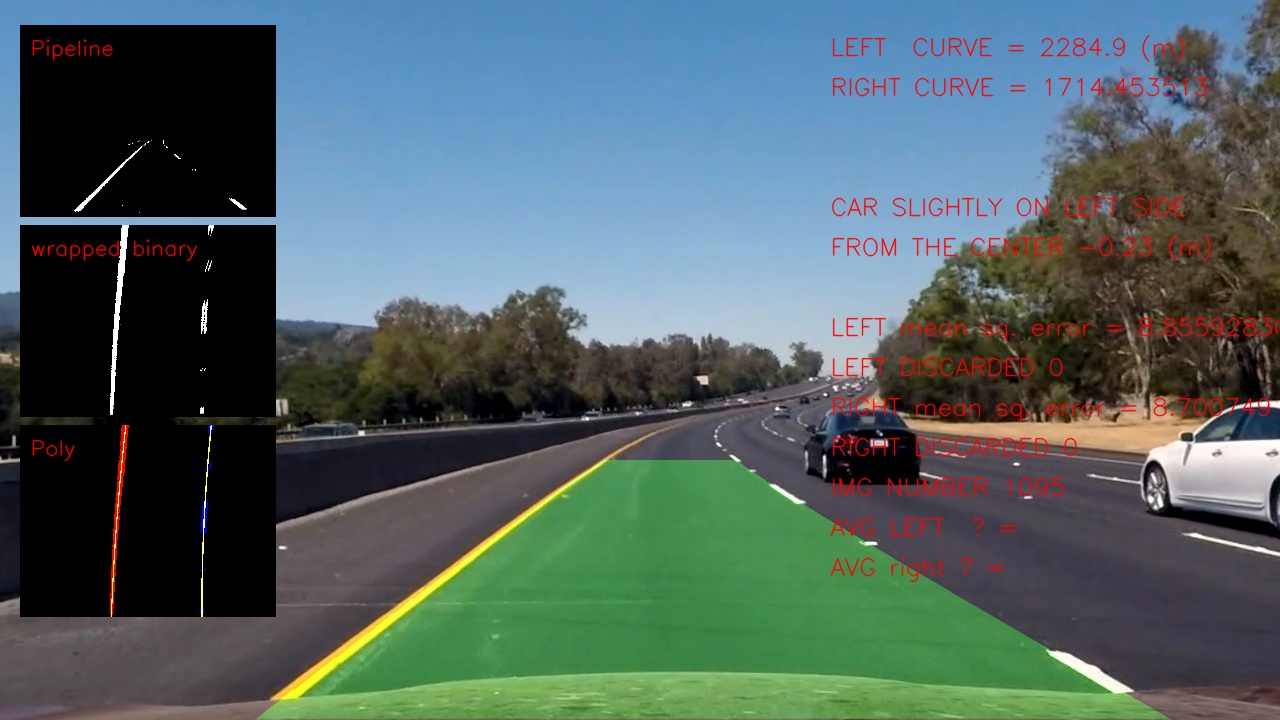 Pipeline
wrapped binary
Poly
LEFT CURVE = 2284.9 (m)
RIGHT CURVE = 1714.453513
CAR SLIGHTLY ON LEFT SIDE
FROM THE CENTER -0.23 (m)
LEFT mean sq. error = 8.8559283
LEFT DISCARDED 0
RIGHT mean sq. error = 8.700749
RIGHT DISCARDED 0
IMG NUMBER 1095
AVG LEFT ? =
AVG right ? =